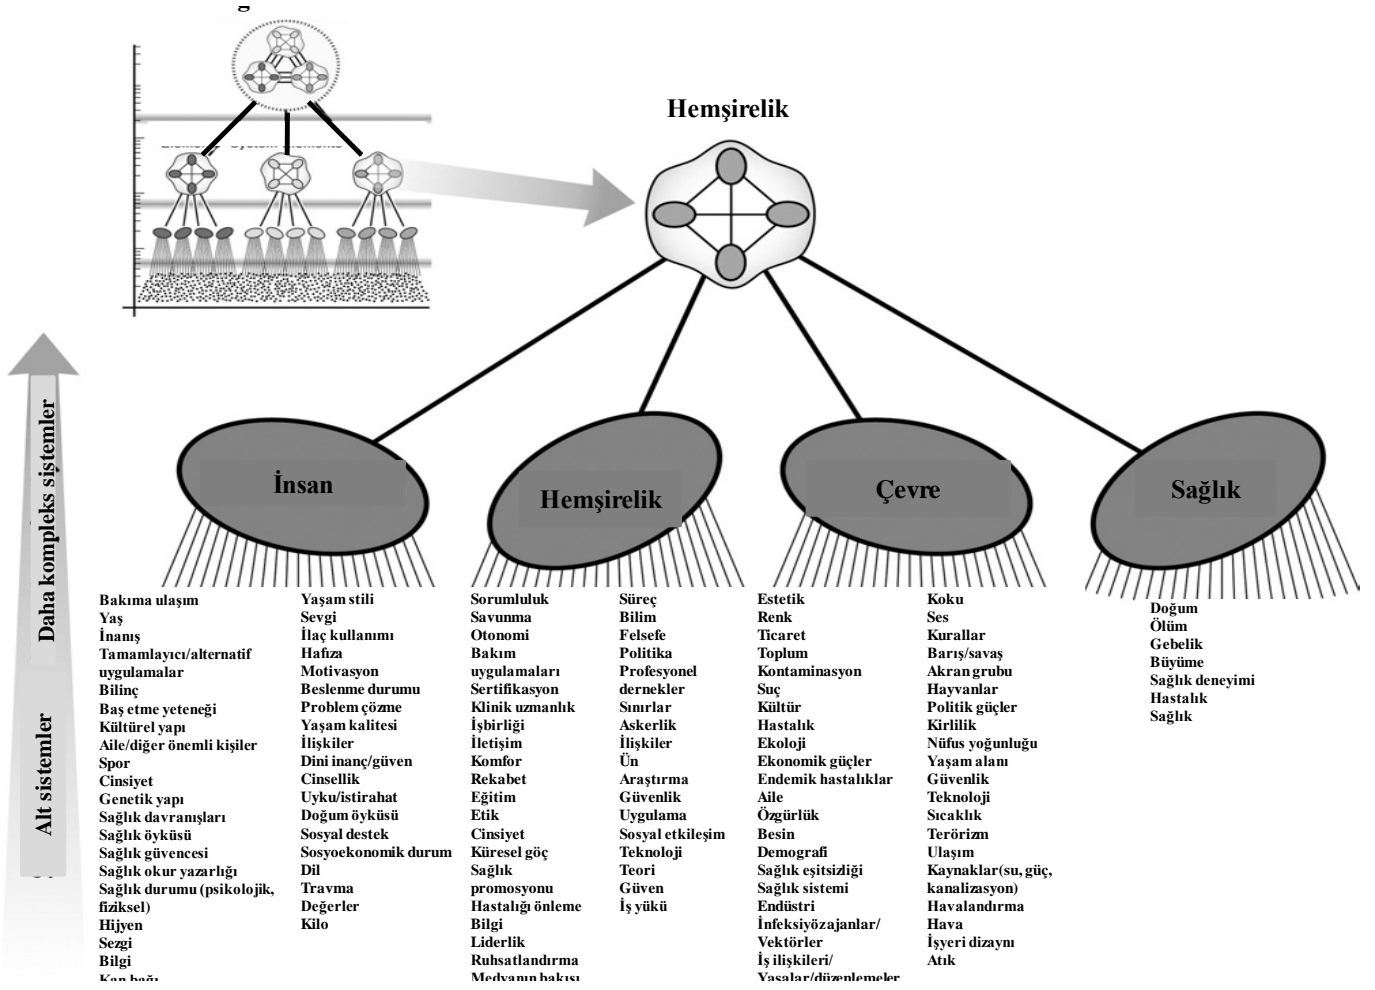 g
Hemşirelik
Daha kompleks sistemler
Alt sistemler
İnsan
Hemşirelik
Çevre
Sağlık
Bakıma ulaşım
Yaş
İnanış
Tamamlayıcı/alternatif
uygulamalar
Bilinç
Baş etme yeteneği
Kültürel yapı
Aile/diğer önemli kişiler
Spor
Cinsiyet
Genetik yapı
Sağlık davranışları
Sağlık öyküsü
Sağlık güvencesi
Sağlık okur yazarlığı
Sağlık durumu (psikolojik,
fiziksel)
Hijyen
Sezgi
Bilgi
Kan bağı
Yaşam stili
Sevgi
İlaç kullanımı
Hafıza
Motivasyon
Beslenme durumu
Problem çözme
Yaşam kalitesi
İlişkiler
Dini inanç/güven
Cinsellik
Uyku/istirahat
Doğum öyküsü
Sosyal destek
Sosyoekonomik durum
Dil
Travma
Değerler
Kilo
Sorumluluk
Savunma
Otonomi
Bakım
uygulamaları
Sertifikasyon
Klinik uzmanlık
İşbirliği
İletişim
Komfor
Rekabet
Eğitim
Etik
Cinsiyet
Küresel göç
Sağlık
promosyonu
Hastalığı önleme
Bilgi
Liderlik
Ruhsatlandırma
Medyanın bakışı
Süreç
Bilim
Felsefe
Politika
Profesyonel
dernekler
Sınırlar
Askerlik
İlişkiler
Ün
Araştırma
Güvenlik
Uygulama
Sosyal etkileşim
Teknoloji
Teori
Güven
İş yükü
Estetik
Renk
Ticaret
Toplum
Kontaminasyon
Suç
Kültür
Hastalık
Ekoloji
Ekonomik güçler
Endemik hastalıklar
Aile
Özgürlük
Besin
Demografi
Sağlık eşitsizliği
Sağlık sistemi
Endüstri
İnfeksiyöz ajanlar/
Vektörler
İş ilişkileri/
Yasalar/düzenlemeler
Koku
Ses
Kurallar
Barış/savaş
Akran grubu
Hayvanlar
Politik güçler
Kirlilik
Nüfus yoğunluğu
Yaşam alanı
Güvenlik
Teknoloji
Sıcaklık
Terörizm
Ulaşım
Kaynaklar(su, güç,
kanalizasyon)
Havalandırma
Hava
İşyeri dizaynı
Atık
Doğum
Ölüm
Gebelik
Büyüme
Sağlık deneyimi
Hastalık
Sağlık